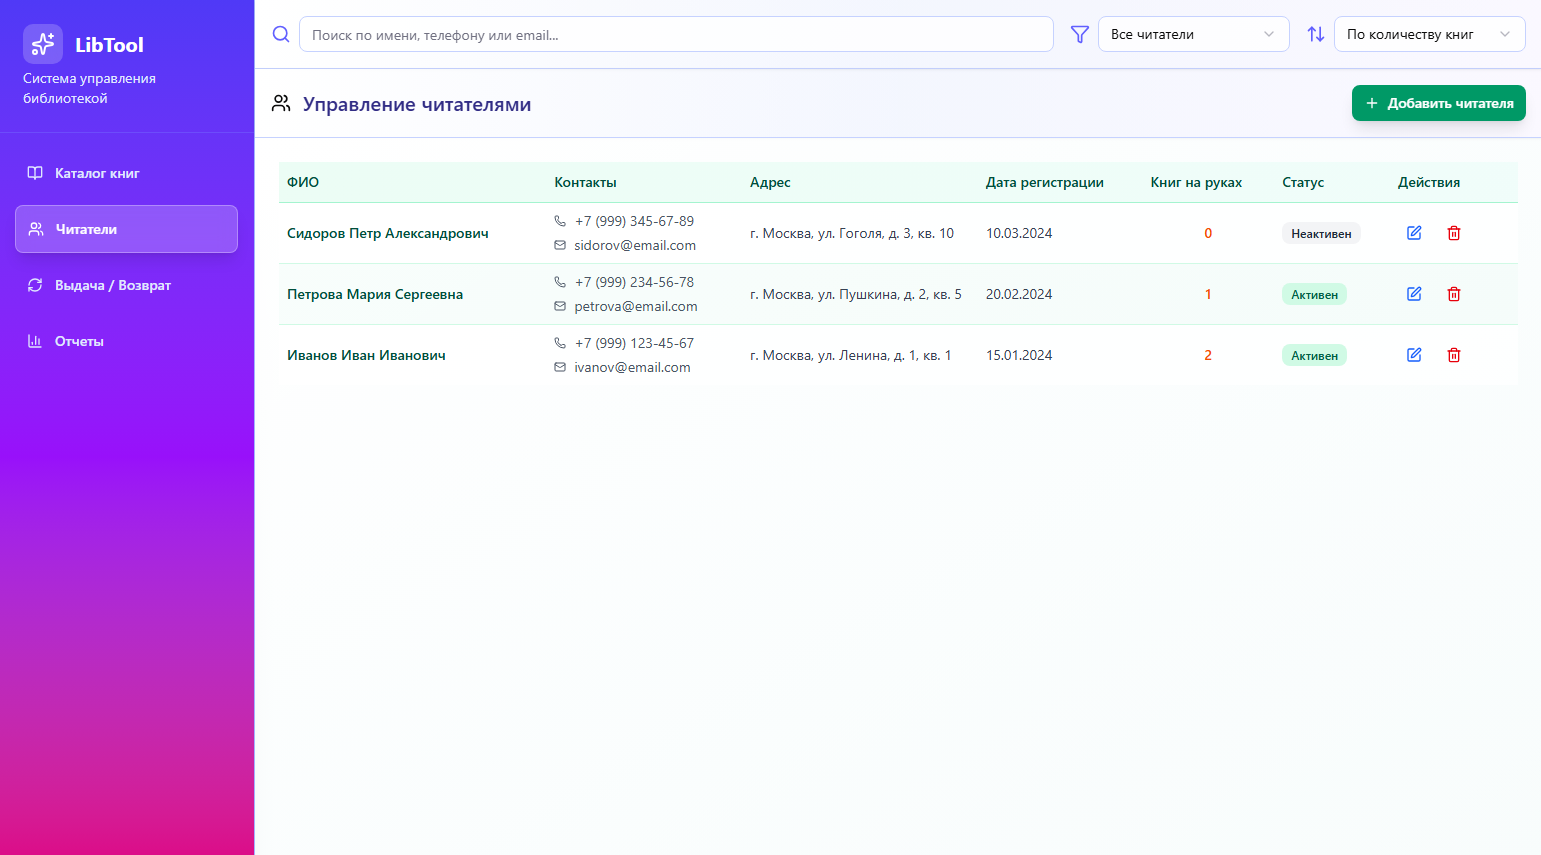 LibTool
Система управления
библиотекой
Каталог книг
Читатели
Выдача / Возврат
Отчеты
Поиск по имени, телефону или email...
Все читатели
По количеству книг
Управление читателями
+ Добавить читателя
ФИО Контакты Адрес Дата регистрации Книг на руках Статус Действия
Сидоров Петр Александрович +7 (999) 345-67-89 г. Москва, ул. Гоголя, д. 3, кв. 10 10.03.2024 0 Неактивен
sidorov@email.com
Петрова Мария Сергеевна +7 (999) 234-56-78 г. Москва, ул. Пушкина, д. 2, кв. 5 20.02.2024 1 Активен
petrova@email.com
Иванов Иван Иванович +7 (999) 123-45-67 г. Москва, ул. Ленина, д. 1, кв. 1 15.01.2024 2 Активен
ivanov@email.com